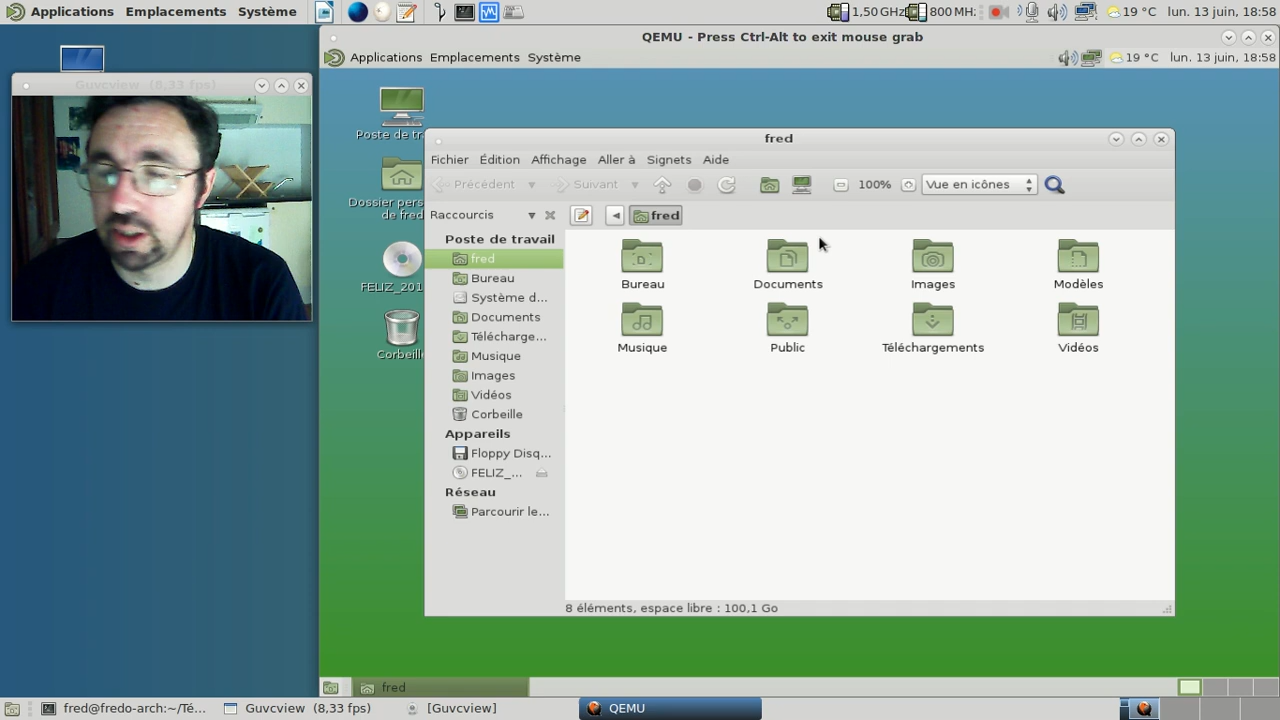 Applications Emplacements Système 1,50 GHz 800 MHz 19 °C lun. 13 juin, 18:58
QEMU - Press Ctrl-Alt to exit mouse grab
Applications Emplacements Système 19 °C lun. 13 juin, 18:58
Guvcview (8,33 fps)
Poste de tr
Dossier pers
de fred
FELIZ_201
Corbeill
fred
Fichier Édition Affichage Aller à Signets Aide
Précédent Suivant 100% Vue en icônes
Raccourcis fred
Poste de travail
fred
Bureau
Système d...
Documents
Télécharge...
Musique
Images
Vidéos
Corbeille
Appareils
Floppy Disq...
FELIZ_...
Réseau
Parcourir le...
Bureau Documents Images Modèles
Musique Public Téléchargements Vidéos
8 éléments, espace libre : 100,1 Go
fred
fred@fredo-arch:~/Té... Guvcview (8,33 fps) [Guvcview] QEMU